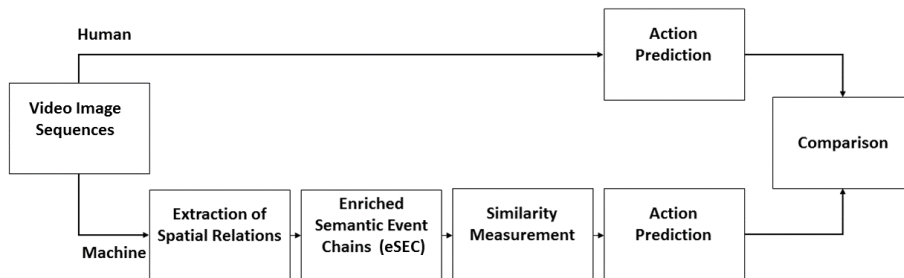 Human
Action
Prediction
Video Image
Sequences
Comparison
Machine
Extraction of
Spatial Relations
Enriched
Semantic Event
Chains (eSEC)
Similarity
Measurement
Action
Prediction